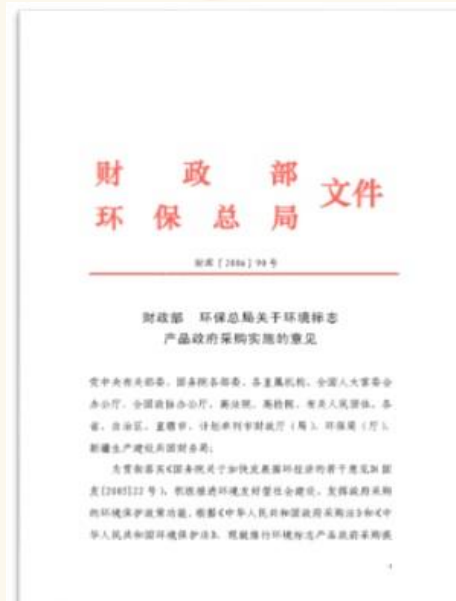 财政部
环保总局
文件
财库〔2006〕90号
财政部 环保总局关于环境标志
产品政府采购实施的意见
党中央有关部委，国务院各部委、各直属机构，全国人大常委会
办公厅，全国政协办公厅，高法院，高检院，有关人民团体，各
省、自治区、直辖市、计划单列市财政厅（局）、环保局（厅），
新疆生产建设兵团财务局：
为贯彻落实《国务院关于加快发展循环经济的若干意见》（国
发[2005]22号），积极推进环境友好型社会建设，发挥政府采购
的环境保护政策功能，根据《中华人民共和国政府采购法》和《中
华人民共和国环境保护法》，现就推行环境标志产品政府采购提
1